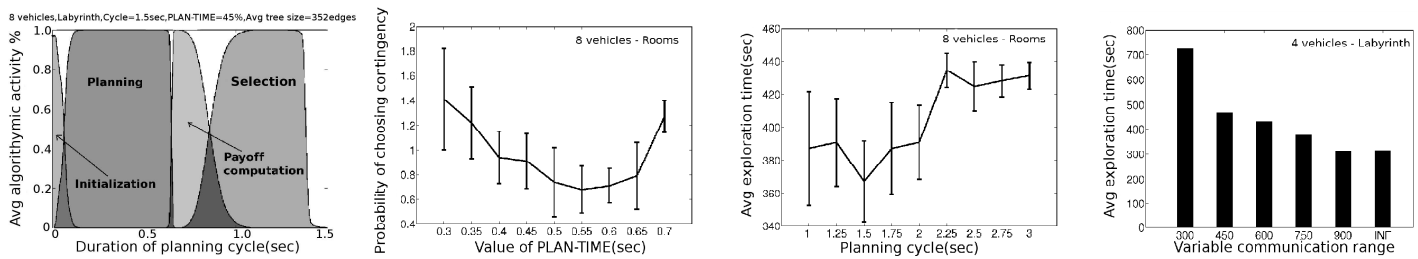 8 vehicles,Labyrinth,Cycle=1.5sec,PLAN-TIME=45%,Avg tree size=352edges
Avg algorithymic activity %
1.0
0.8
0.6
0.4
0.2
0
Planning
Selection
Initialization
Payoff
computation
0 0.5 1.0 1.5
Duration of planning cycle(sec)
Probability of choosing contingency
2
1.8
1.6
1.4
1.2
1
0.8
0.6
0.4
8 vehicles - Rooms
0.3 0.35 0.4 0.45 0.5 0.55 0.6 0.65 0.7
Value of PLAN-TIME(sec)
Avg exploration time(sec)
460
440
420
400
380
360
340
8 vehicles - Rooms
1 1.25 1.5 1.75 2 2.25 2.5 2.75 3
Planning cycle(sec)
Avg exploration time(sec)
800
700
600
500
400
300
200
100
0
4 vehicles - Labyrinth
300 450 600 750 900 INF
Variable communication range